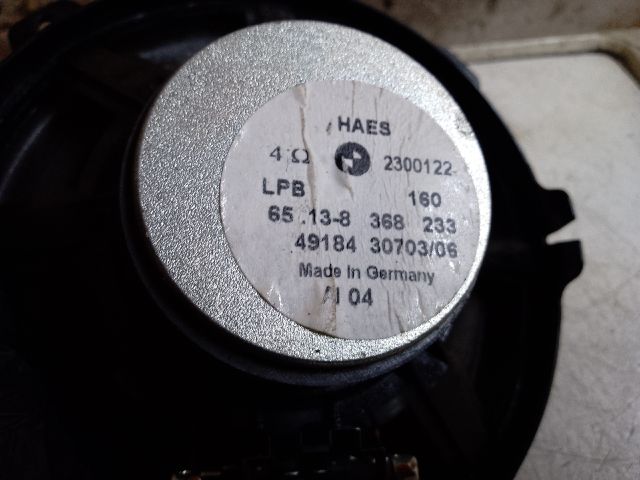 HAES
4 Ω 2300122
LPB 160
65.13-8 368 233
49184 30703/06
Made In Germany
AI 04